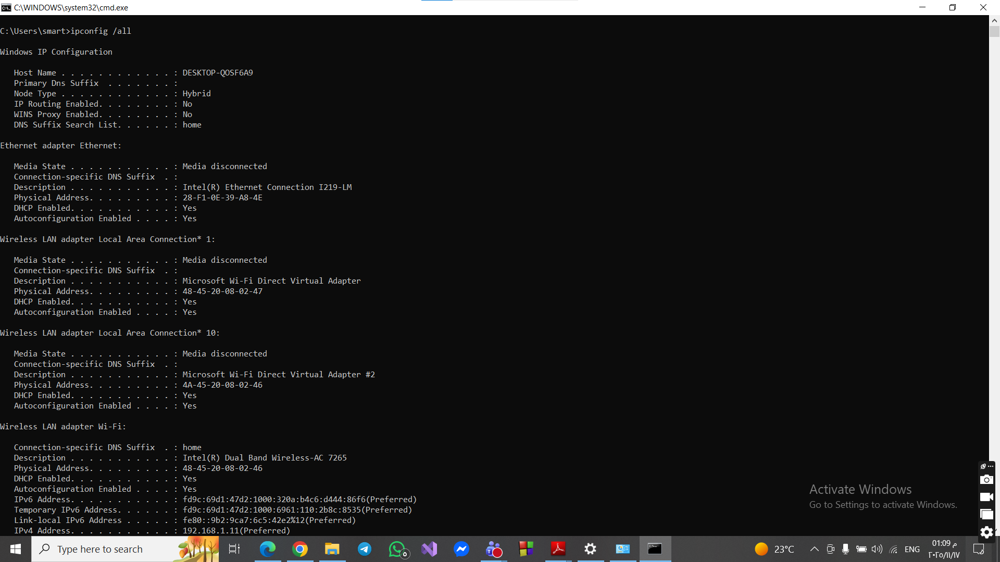 C:\WINDOWS\system32\cmd.exe
C:\Users\smart>ipconfig /all
Windows IP Configuration
Host Name . . . . . . . . . . . . : DESKTOP-QOSF6A9
Primary Dns Suffix  . . . . . . . :
Node Type . . . . . . . . . . . . : Hybrid
IP Routing Enabled. . . . . . . . : No
WINS Proxy Enabled. . . . . . . . : No
DNS Suffix Search List. . . . . . : home
Ethernet adapter Ethernet:
Media State . . . . . . . . . . . : Media disconnected
Connection-specific DNS Suffix  . :
Description . . . . . . . . . . . : Intel(R) Ethernet Connection I219-LM
Physical Address. . . . . . . . . : 28-F1-0E-39-A8-4E
DHCP Enabled. . . . . . . . . . . : Yes
Autoconfiguration Enabled . . . . : Yes
Wireless LAN adapter Local Area Connection* 1:
Media State . . . . . . . . . . . : Media disconnected
Connection-specific DNS Suffix  . :
Description . . . . . . . . . . . : Microsoft Wi-Fi Direct Virtual Adapter
Physical Address. . . . . . . . . : 48-45-20-08-02-47
DHCP Enabled. . . . . . . . . . . : Yes
Autoconfiguration Enabled . . . . : Yes
Wireless LAN adapter Local Area Connection* 10:
Media State . . . . . . . . . . . : Media disconnected
Connection-specific DNS Suffix  . :
Description . . . . . . . . . . . : Microsoft Wi-Fi Direct Virtual Adapter #2
Physical Address. . . . . . . . . : 4A-45-20-08-02-46
DHCP Enabled. . . . . . . . . . . : Yes
Autoconfiguration Enabled . . . . : Yes
Wireless LAN adapter Wi-Fi:
Connection-specific DNS Suffix  . : home
Description . . . . . . . . . . . : Intel(R) Dual Band Wireless-AC 7265
Physical Address. . . . . . . . . : 48-45-20-08-02-46
DHCP Enabled. . . . . . . . . . . : Yes
Autoconfiguration Enabled . . . . : Yes
IPv6 Address. . . . . . . . . . . : fd9c:69d1:47d2:1000:320a:b4c6:d444:86f6(Preferred)
Temporary IPv6 Address. . . . . . : fd9c:69d1:47d2:1000:6961:110:2b8c:8535(Preferred)
Link-local IPv6 Address . . . . . : fe80::9b2:9ca7:6c5:42e2%12(Preferred)
IPv4 Address. . . . . . . . . . . : 192.168.1.11(Preferred)
Activate Windows
Go to Settings to activate Windows.
Type here to search
23°C
ENG
01:09 م
٢٠٢٥/١١/١٧